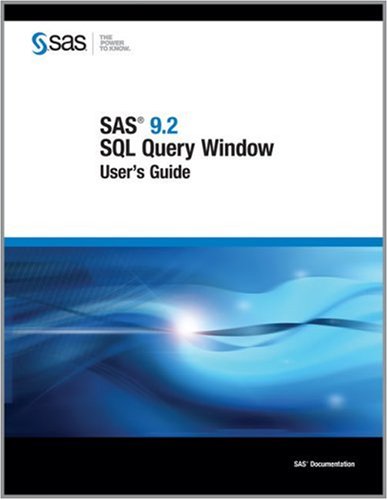 sas
THE
POWER
TO KNOW.
SAS® 9.2
SQL Query Window
User's Guide
SAS® Documentation